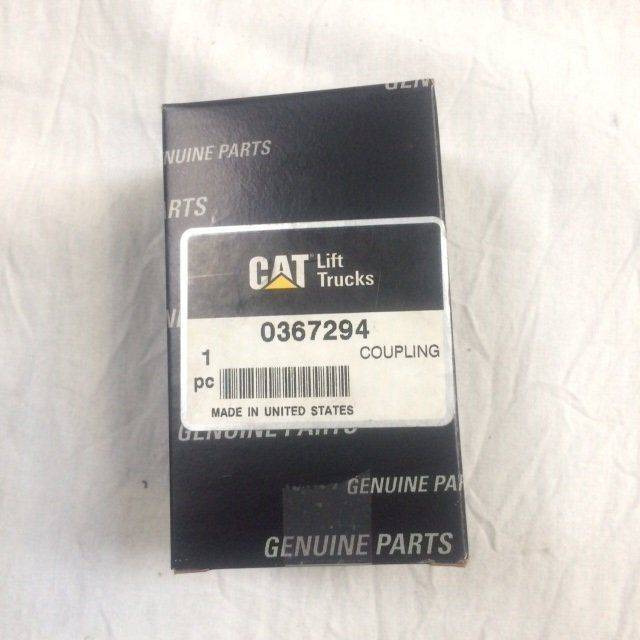 GENUINE PARTS
RTS
CAT Lift
Trucks
0367294
1
pc
COUPLING
MADE IN UNITED STATES
GENUINE PARTS
GENUINE PA
GENUINE PARTS